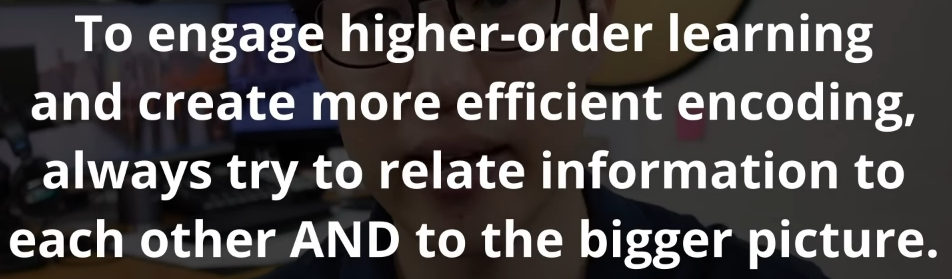 To engage higher-order learning
and create more efficient encoding,
always try to relate information to
each other AND to the bigger picture.